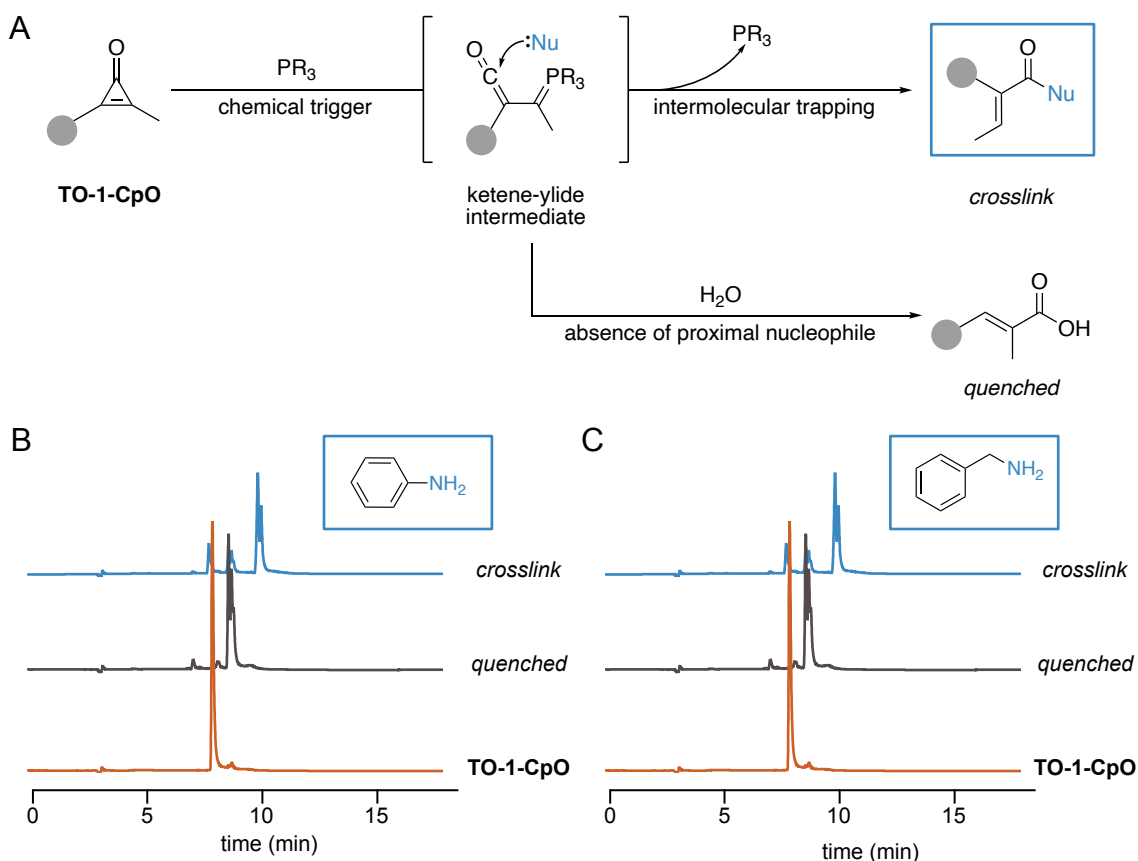 A
O
TO-1-CpO
PR3
chemical trigger
O
C
:Nu
PR3
ketene-ylide
intermediate
PR3
intermolecular trapping
O
Nu
crosslink
H2O
absence of proximal nucleophile
O
OH
quenched
B
NH2
crosslink
quenched
TO-1-CpO
0
5
10
15
time (min)
C
NH2
crosslink
quenched
TO-1-CpO
0
5
10
15
time (min)